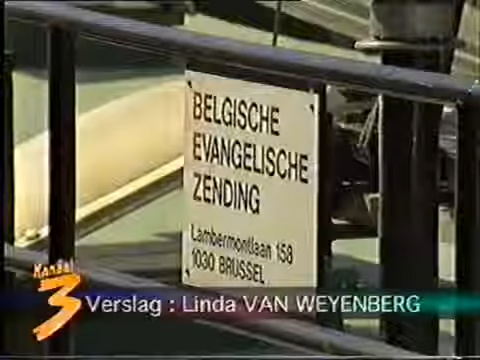 BELGISCHE
EVANGELISCHE
ZENDING
Lambermontlaan 158
1030 BRUSSEL
Kanaal
3
Verslag : Linda VAN WEYENBERG